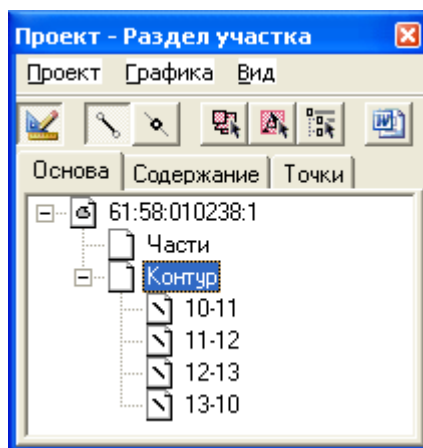 Проект - Раздел участка
Проект Графика Вид
Основа Содержание Точки
61:58:010238:1
Части
Контур
10-11
11-12
12-13
13-10